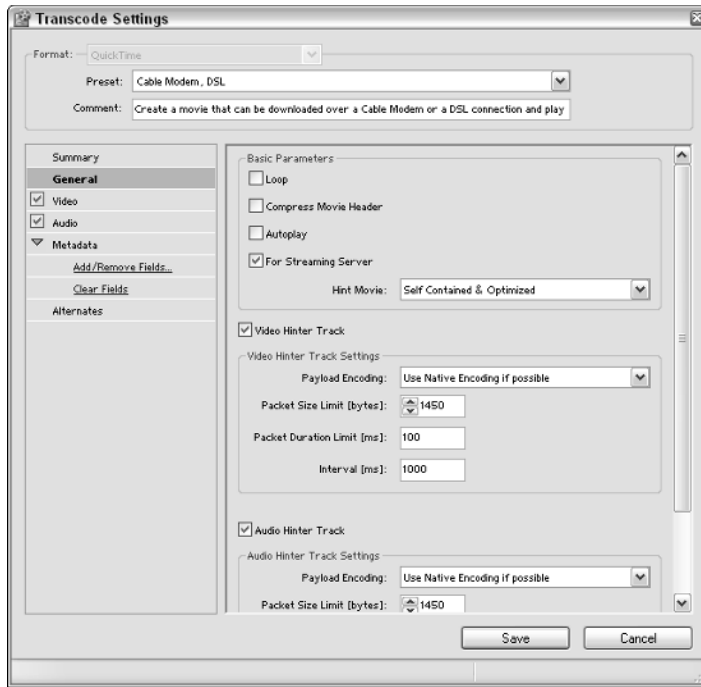 Transcode Settings
Format: QuickTime
Preset: Cable Modem, DSL
Comment: Create a movie that can be downloaded over a Cable Modem or a DSL connection and play
Summary
General
Video
Audio
Metadata
Add/Remove Fields...
Clear Fields
Alternates
Basic Parameters
Loop
Compress Movie Header
Autoplay
For Streaming Server
Hint Movie: Self Contained & Optimized
Video Hinter Track
Video Hinter Track Settings
Payload Encoding: Use Native Encoding if possible
Packet Size Limit [bytes]: 1450
Packet Duration Limit [ms]: 100
Interval [ms]: 1000
Audio Hinter Track
Audio Hinter Track Settings
Payload Encoding: Use Native Encoding if possible
Packet Size Limit [bytes]: 1450
Save Cancel